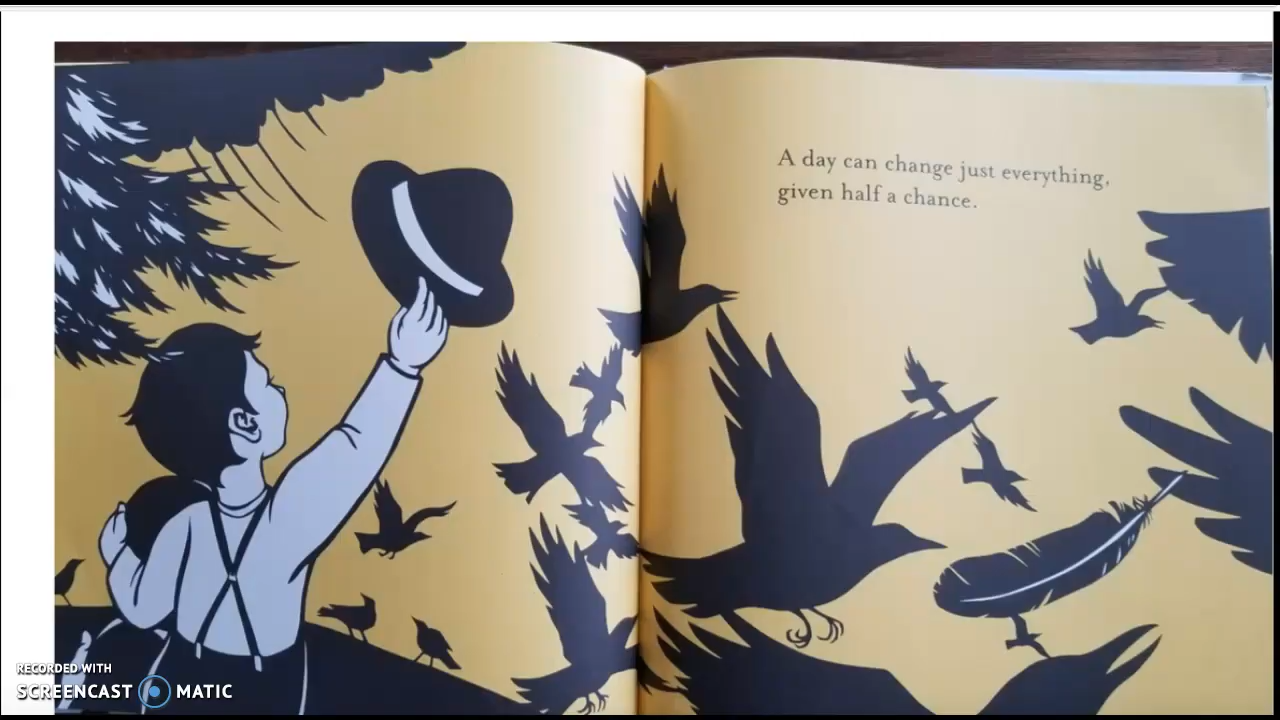 A day can change just everything,
given half a chance.
RECORDED WITH
SCREENCAST MATIC